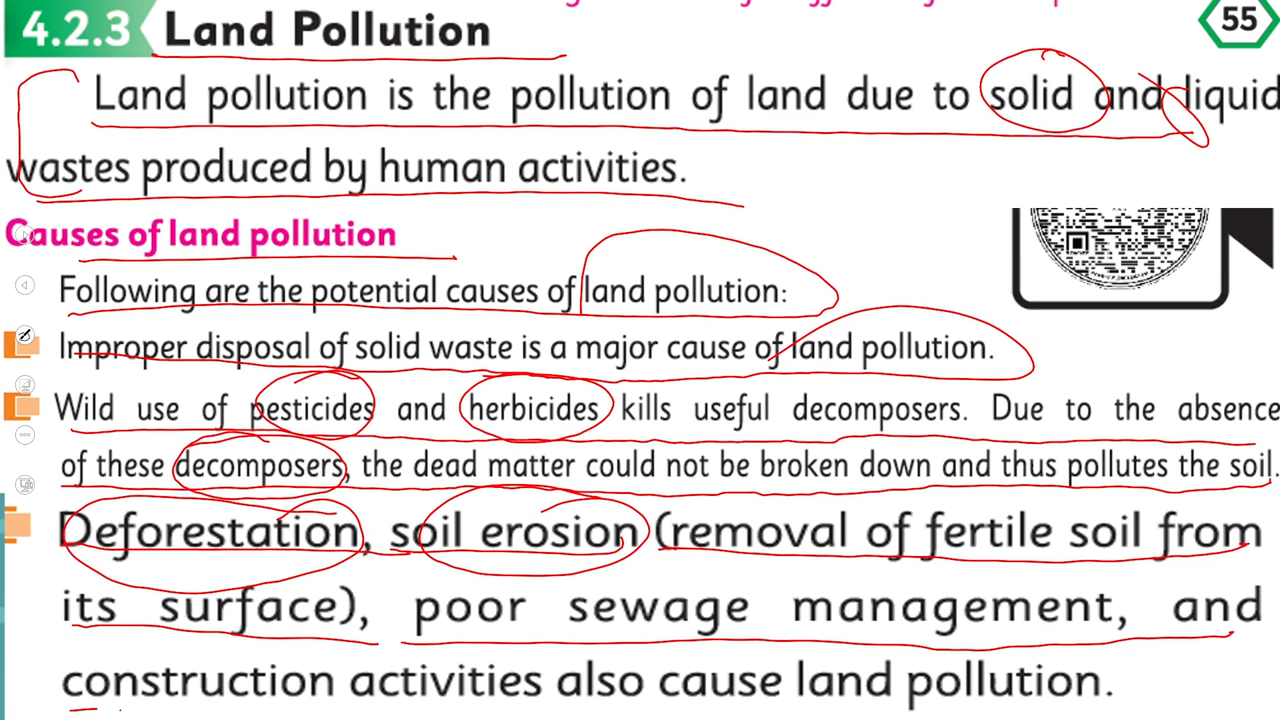 55
4.2.3 Land Pollution
Land pollution is the pollution of land due to solid and liquid
wastes produced by human activities.
Causes of land pollution
Following are the potential causes of land pollution:
Improper disposal of solid waste is a major cause of land pollution.
Wild use of pesticides and herbicides kills useful decomposers. Due to the absence
of these decomposers, the dead matter could not be broken down and thus pollutes the soil.
Deforestation, soil erosion (removal of fertile soil from
its surface), poor sewage management, and
construction activities also cause land pollution.